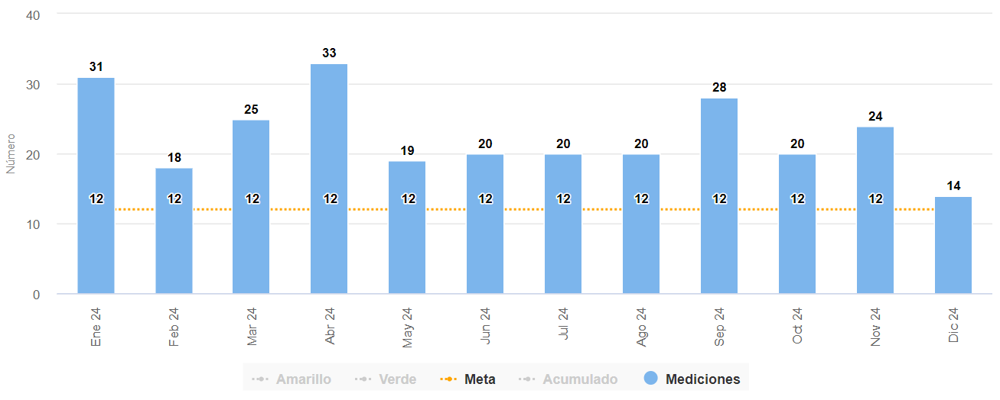 40
30
20
10
0
Número
31
18
25
33
19
20
20
20
28
20
24
14
12
12
12
12
12
12
12
12
12
12
12
Ene 24
Feb 24
Mar 24
Abr 24
May 24
Jun 24
Jul 24
Ago 24
Sep 24
Oct 24
Nov 24
Dic 24
Amarillo Verde Meta Acumulado Mediciones